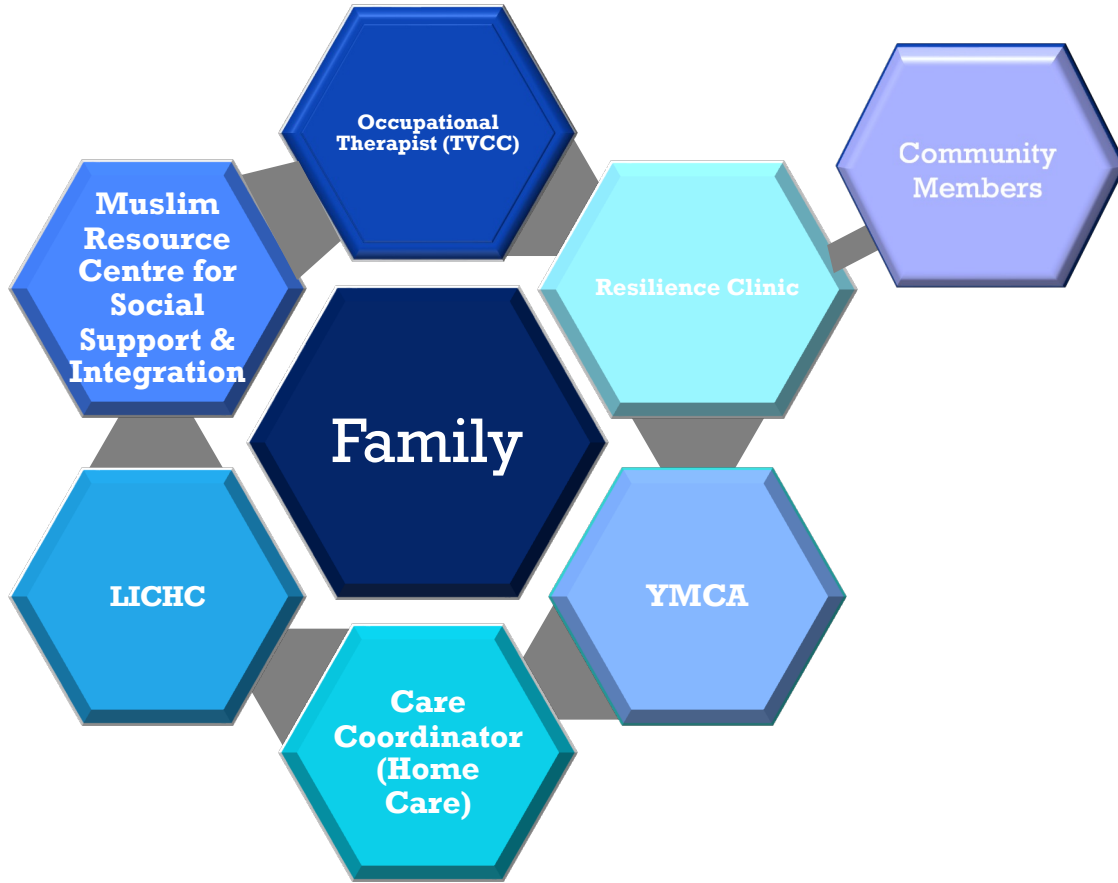 Occupational
Therapist (TVCC)
Community
Members
Muslim
Resource
Centre for
Social
Support &
Integration
Resilience Clinic
Family
LICHC
YMCA
Care
Coordinator
(Home
Care)